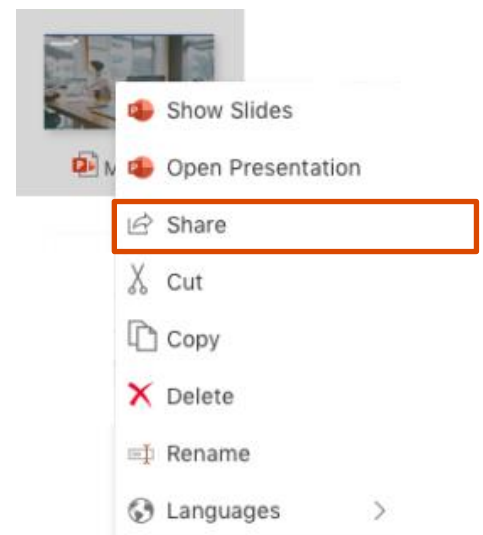 Show Slides
Open Presentation
Share
Cut
Copy
Delete
Rename
Languages